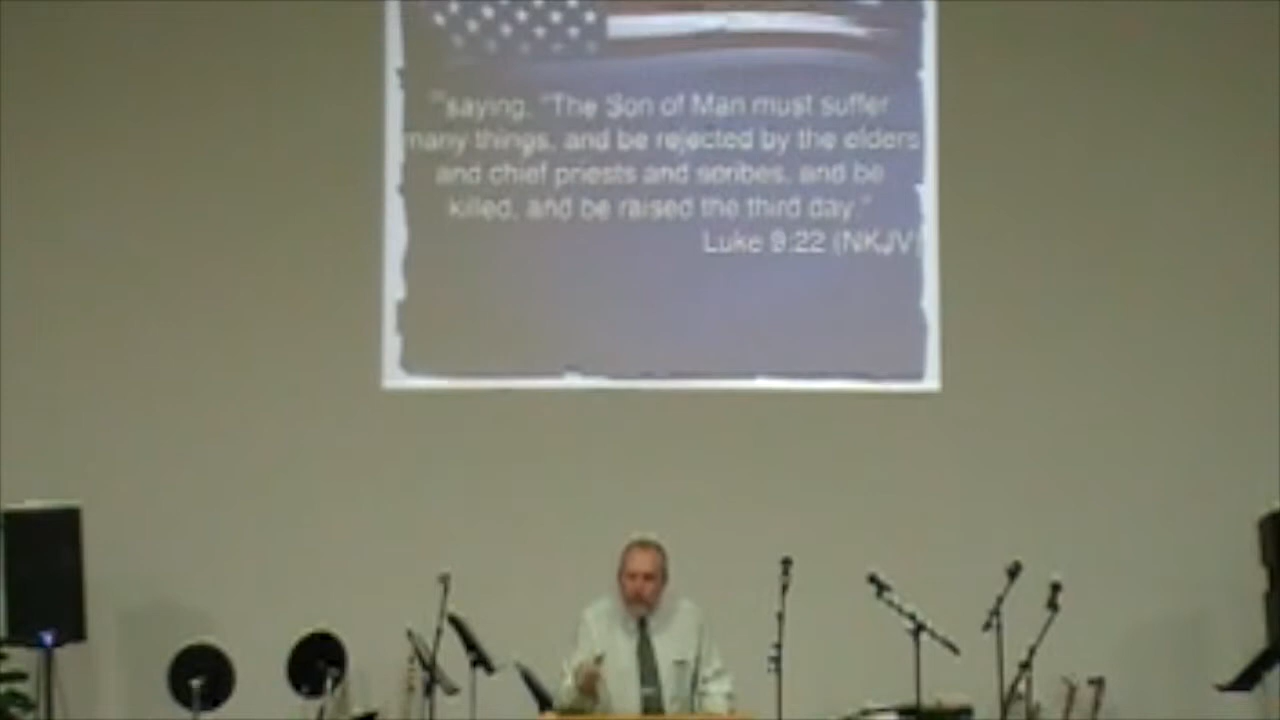 saying, "The Son of Man must suffer
many things, and be rejected by the elders
and chief priests and scribes, and be
killed, and be raised the third day."
Luke 9:22 (NKJV)